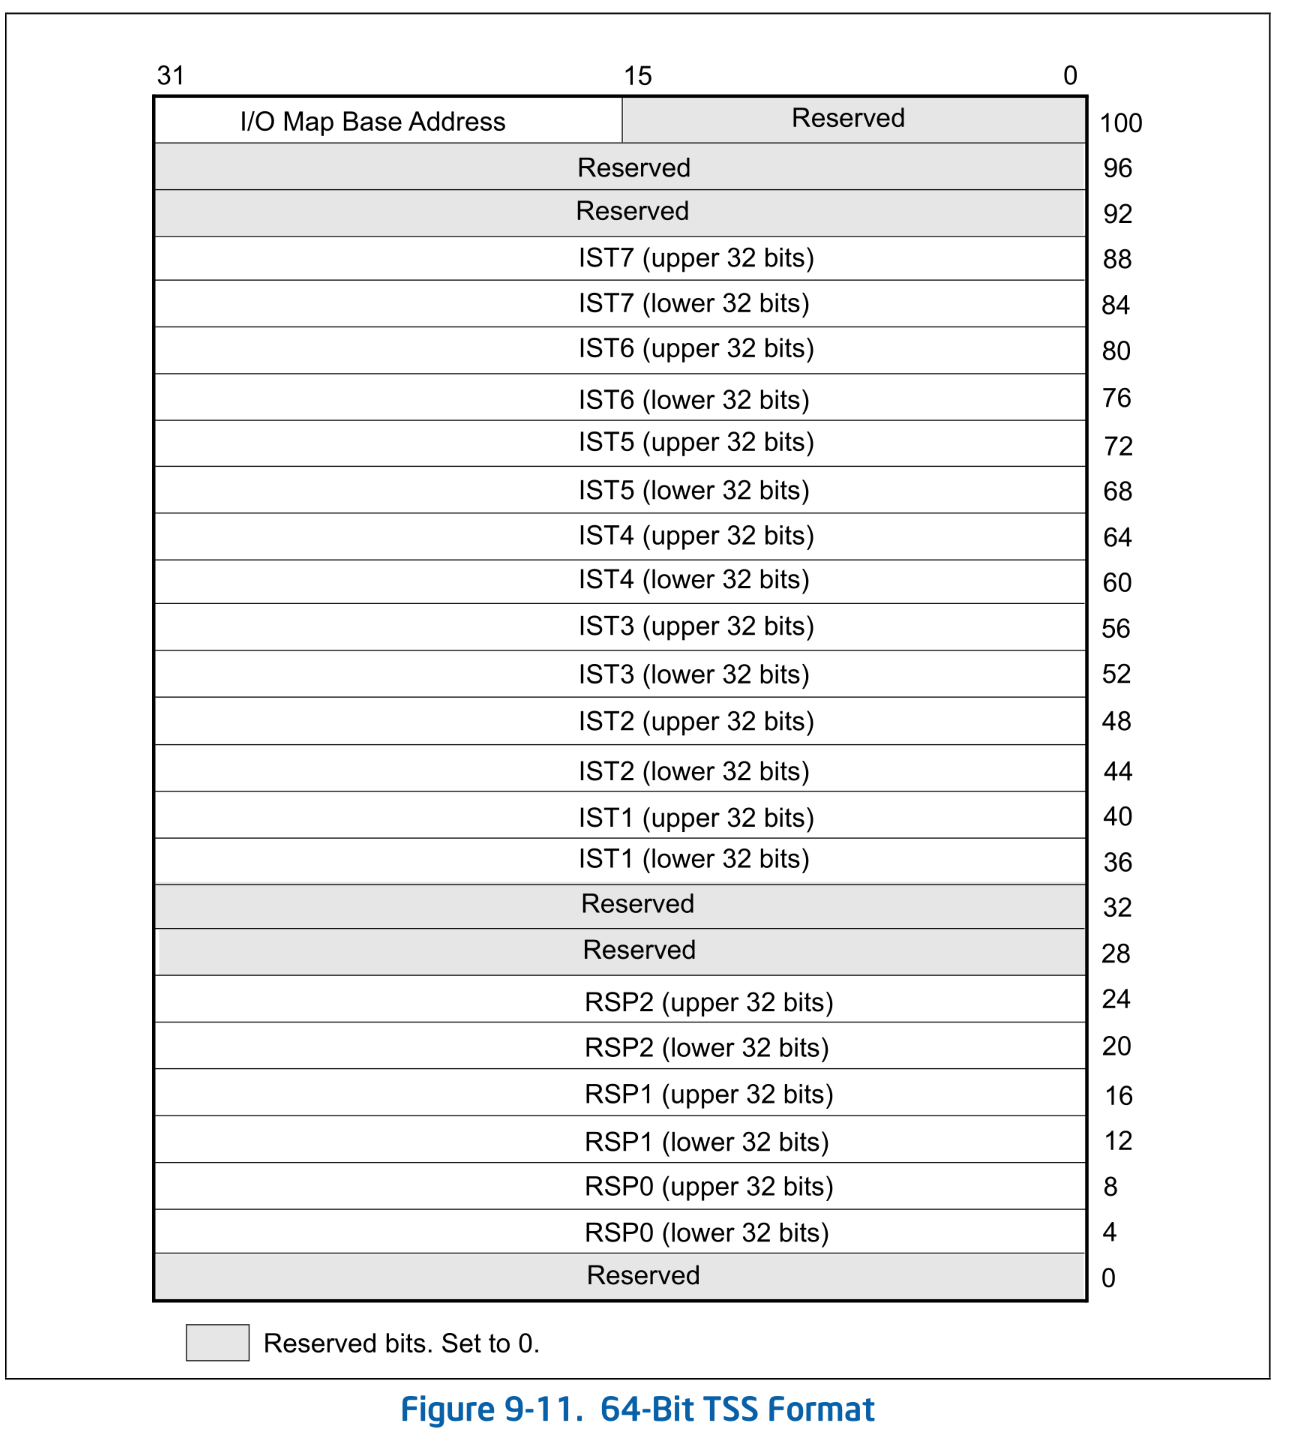 31 15 0
I/O Map Base Address Reserved 100
Reserved 96
Reserved 92
IST7 (upper 32 bits) 88
IST7 (lower 32 bits) 84
IST6 (upper 32 bits) 80
IST6 (lower 32 bits) 76
IST5 (upper 32 bits) 72
IST5 (lower 32 bits) 68
IST4 (upper 32 bits) 64
IST4 (lower 32 bits) 60
IST3 (upper 32 bits) 56
IST3 (lower 32 bits) 52
IST2 (upper 32 bits) 48
IST2 (lower 32 bits) 44
IST1 (upper 32 bits) 40
IST1 (lower 32 bits) 36
Reserved 32
Reserved 28
RSP2 (upper 32 bits) 24
RSP2 (lower 32 bits) 20
RSP1 (upper 32 bits) 16
RSP1 (lower 32 bits) 12
RSP0 (upper 32 bits) 8
RSP0 (lower 32 bits) 4
Reserved 0
Reserved bits. Set to 0.
Figure 9-11. 64-Bit TSS Format